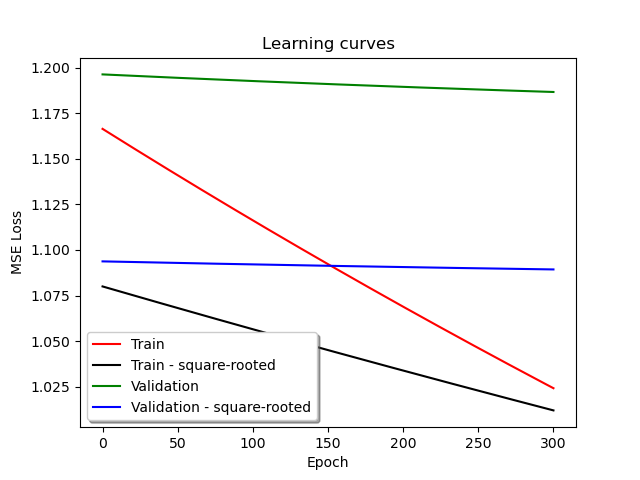 Learning curves
MSE Loss
1.200
1.175
1.150
1.125
1.100
1.075
1.050
1.025
Train
Train - square-rooted
Validation
Validation - square-rooted
0
50
100
150
200
250
300
Epoch